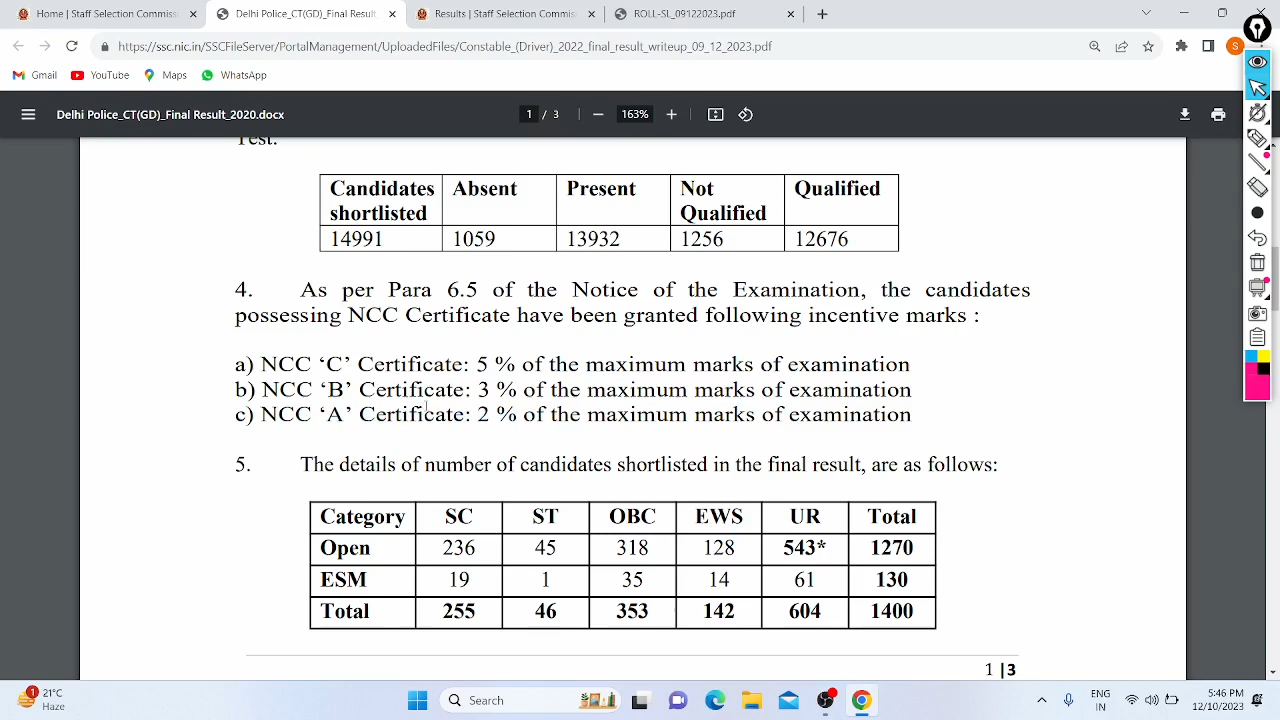 Home | Staff Selection Commissi
Delhi Police_CT(GD)_Final Result_
Results | Staff Selection Commis
ROLL-SL_09122023.pdf
https://ssc.nic.in/SSCFileServer/PortalManagement/UploadedFiles/Constable_(Driver)_2022_final_result_writeup_09_12_2023.pdf
S
Gmail YouTube Maps WhatsApp
Delhi Police_CT(GD)_Final Result_2020.docx 1 / 3 — 163% +
Test.
Candidates shortlisted Absent Present Not Qualified Qualified
14991 1059 13932 1256 12676
4. As per Para 6.5 of the Notice of the Examination, the candidates
possessing NCC Certificate have been granted following incentive marks :
a) NCC ‘C’ Certificate: 5 % of the maximum marks of examination
b) NCC ‘B’ Certificate: 3 % of the maximum marks of examination
c) NCC ‘A’ Certificate: 2 % of the maximum marks of examination
5. The details of number of candidates shortlisted in the final result, are as follows:
Category SC ST OBC EWS UR Total
Open 236 45 318 128 543* 1270
ESM 19 1 35 14 61 130
Total 255 46 353 142 604 1400
1 |3
1
21°C
Haze
Search
ENG
IN
5:46 PM
12/10/2023